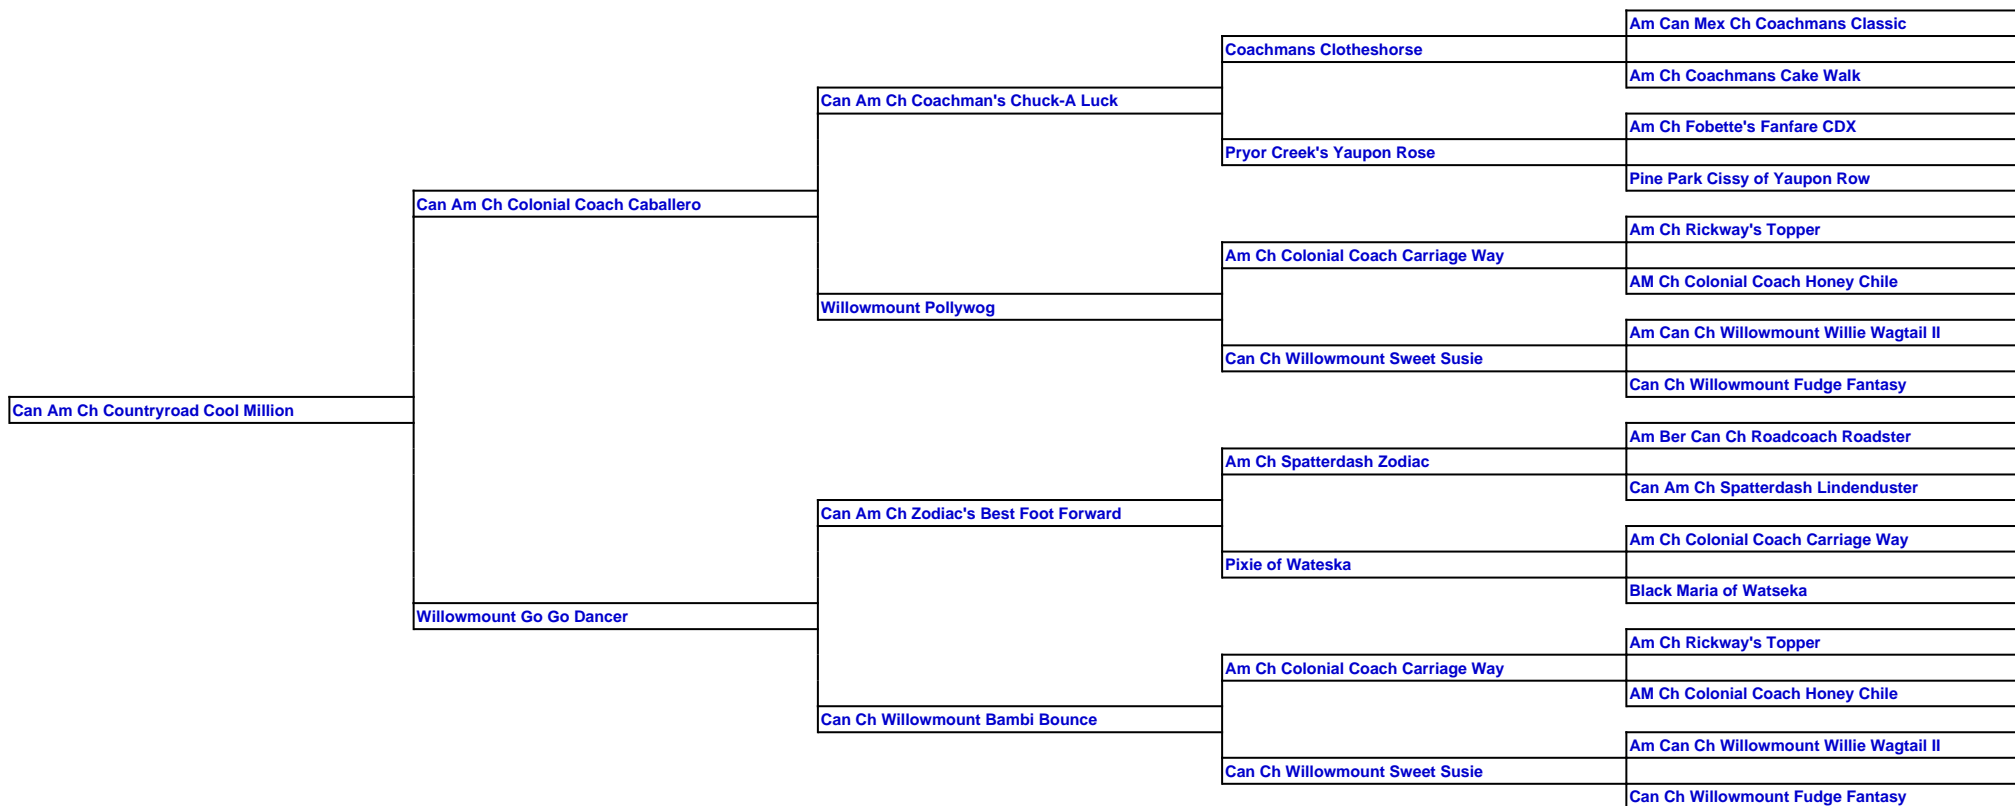 Am Can Mex Ch Coachmans Classic
Coachmans Clotheshorse
Am Ch Coachmans Cake Walk
Can Am Ch Coachman's Chuck-A Luck
Am Ch Fobette's Fanfare CDX
Pryor Creek's Yaupon Rose
Pine Park Cissy of Yaupon Row
Can Am Ch Colonial Coach Caballero
Am Ch Rickway's Topper
Am Ch Colonial Coach Carriage Way
AM Ch Colonial Coach Honey Chile
Willowmount Pollywog
Am Can Ch Willowmount Willie Wagtail II
Can Ch Willowmount Sweet Susie
Can Ch Willowmount Fudge Fantasy
Can Am Ch Countryroad Cool Million
Am Ber Can Ch Roadcoach Roadster
Am Ch Spatterdash Zodiac
Can Am Ch Spatterdash Lindenduster
Can Am Ch Zodiac's Best Foot Forward
Am Ch Colonial Coach Carriage Way
Pixie of Wateska
Black Maria of Watseka
Willowmount Go Go Dancer
Am Ch Rickway's Topper
Am Ch Colonial Coach Carriage Way
AM Ch Colonial Coach Honey Chile
Can Ch Willowmount Bambi Bounce
Am Can Ch Willowmount Willie Wagtail II
Can Ch Willowmount Sweet Susie
Can Ch Willowmount Fudge Fantasy